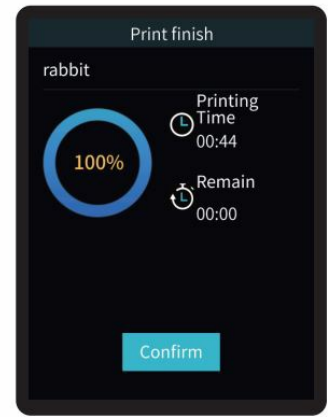 Print finish
rabbit
100%
Printing
Time
00:44
Remain
00:00
Confirm